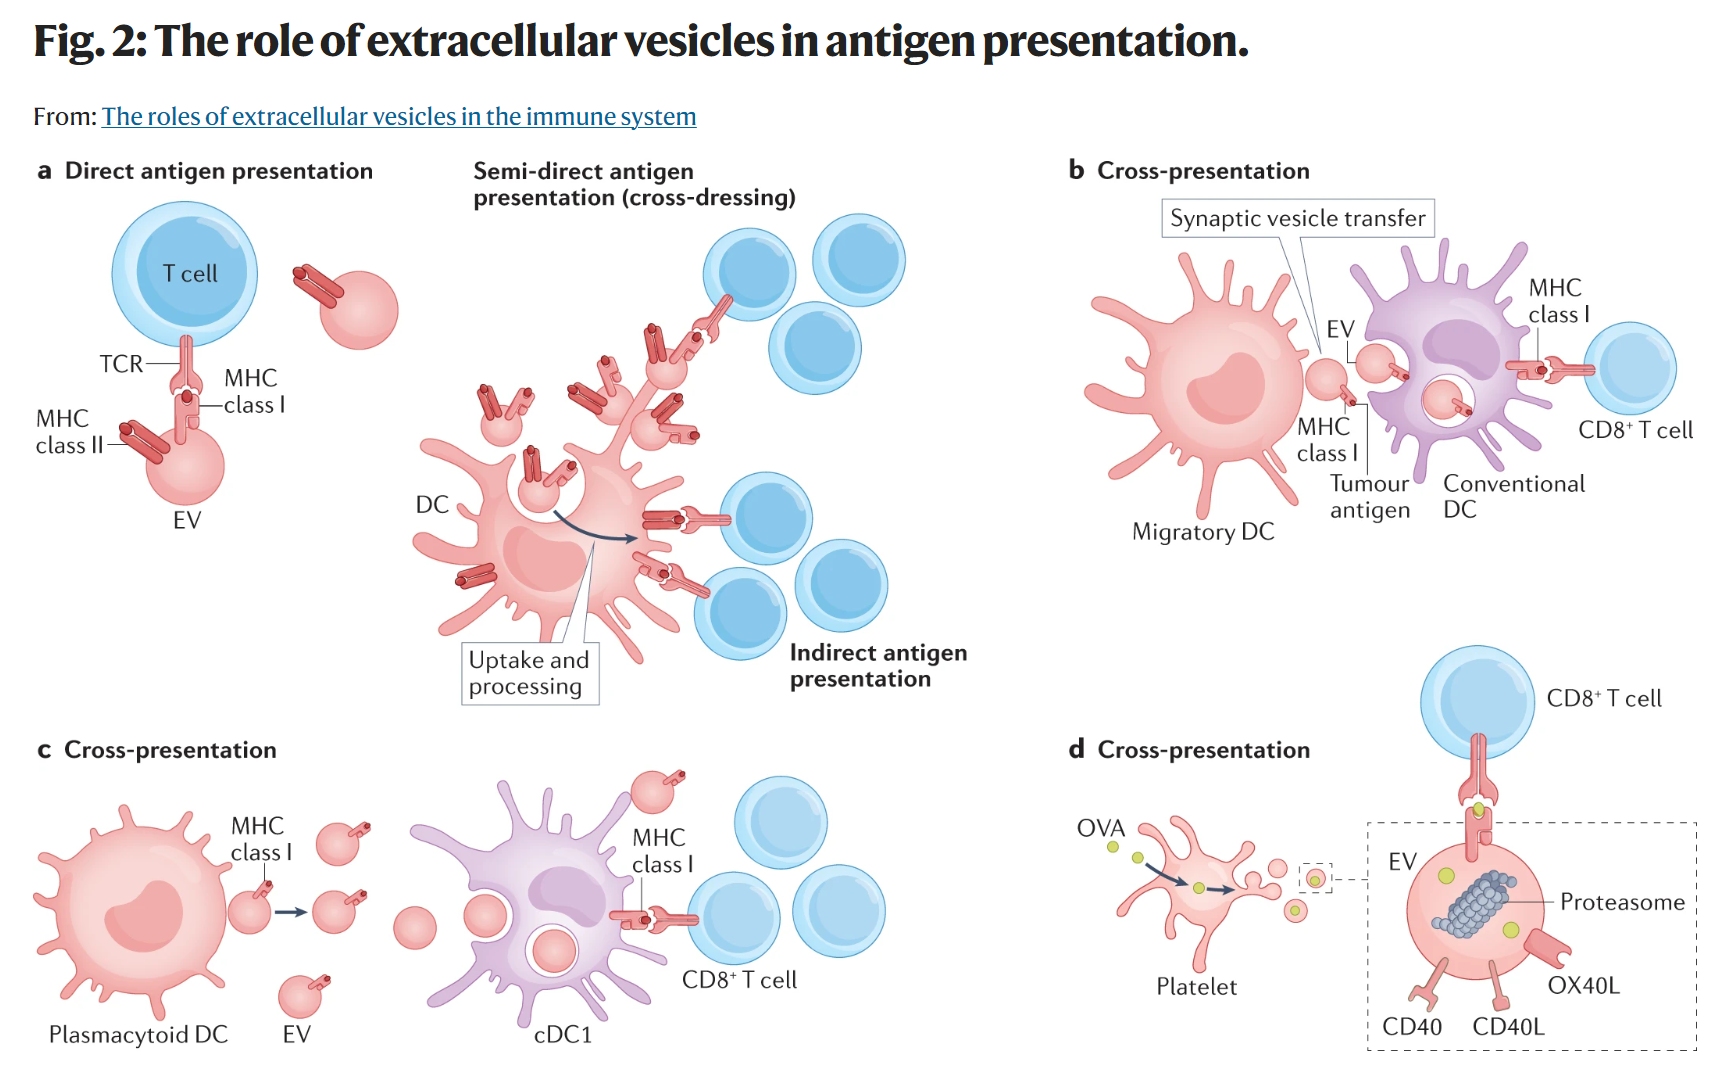 Fig. 2: The role of extracellular vesicles in antigen presentation.
From: The roles of extracellular vesicles in the immune system
a Direct antigen presentation
T cell
TCR
MHC
class I
MHC
class II
EV
Semi-direct antigen
presentation (cross-dressing)
DC
Uptake and
processing
Indirect antigen
presentation
b Cross-presentation
Synaptic vesicle transfer
EV
MHC
class I
MHC
class I
Tumour
antigen
Migratory DC
Conventional
DC
CD8⁺ T cell
c Cross-presentation
MHC
class I
Plasmacytoid DC
EV
MHC
class I
CD8⁺ T cell
cDC1
d Cross-presentation
OVA
Platelet
CD8⁺ T cell
EV
Proteasome
OX40L
CD40
CD40L